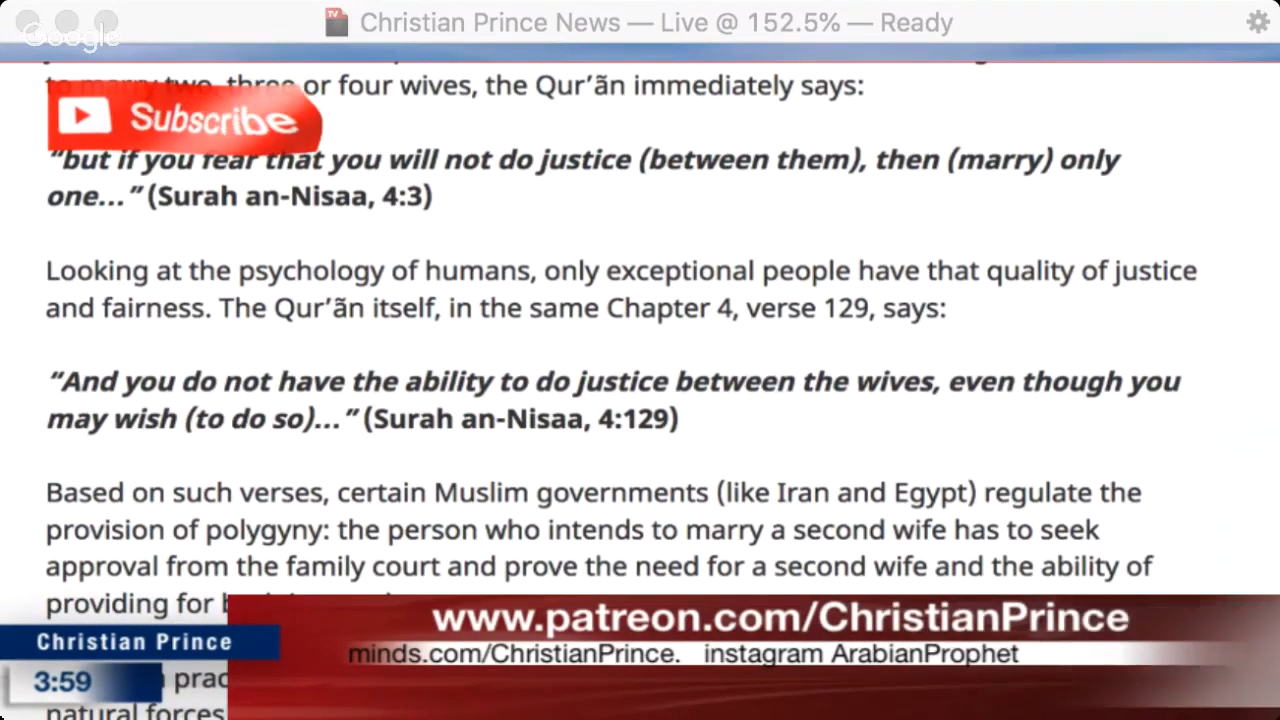 Christian Prince News — Live @ 152.5% — Ready
Google
to marry two, three or four wives, the Qur’ãn immediately says:
Subscribe
“but if you fear that you will not do justice (between them), then (marry) only
one...” (Surah an-Nisaa, 4:3)
Looking at the psychology of humans, only exceptional people have that quality of justice
and fairness. The Qur’ãn itself, in the same Chapter 4, verse 129, says:
“And you do not have the ability to do justice between the wives, even though you
may wish (to do so)...” (Surah an-Nisaa, 4:129)
Based on such verses, certain Muslim governments (like Iran and Egypt) regulate the
provision of polygyny: the person who intends to marry a second wife has to seek
approval from the family court and prove the need for a second wife and the ability of
providing for
www.patreon.com/ChristianPrince
Christian Prince
minds.com/ChristianPrince. instagram ArabianProphet
3:59
natural forces